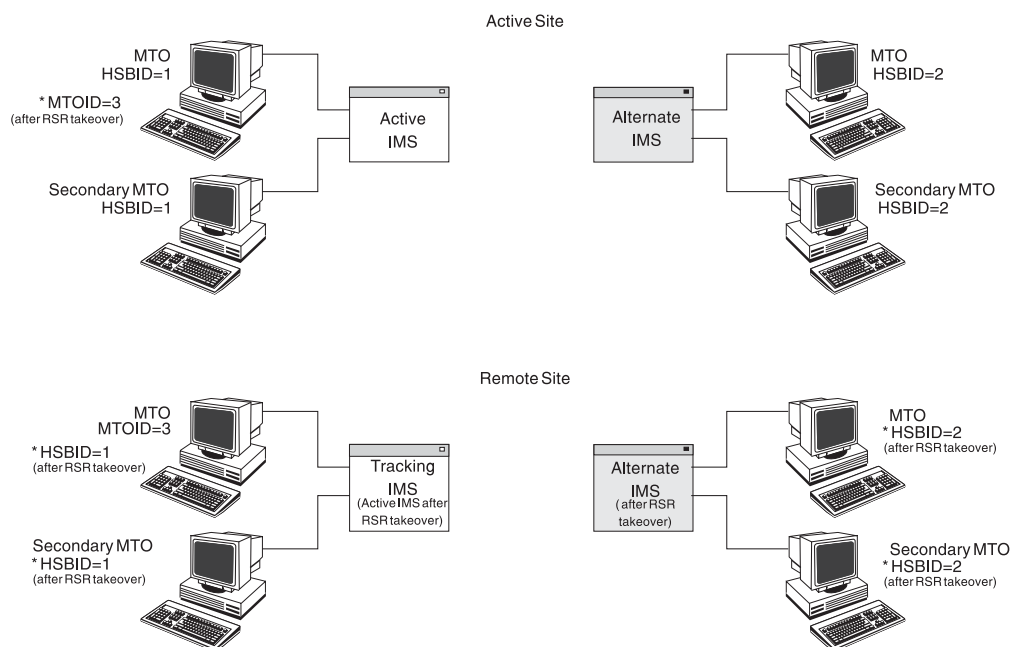 Active Site
MTO
HSBID=1
* MTOID=3
(after RSR takeover)
Active
IMS
Secondary MTO
HSBID=1
Alternate
IMS
MTO
HSBID=2
Secondary MTO
HSBID=2
Remote Site
MTO
MTOID=3
* HSBID=1
(after RSR takeover)
Tracking
IMS
(Active IMS after
RSR takeover)
Secondary MTO
* HSBID=1
(after RSR takeover)
Alternate
IMS
(after RSR
takeover)
MTO
* HSBID=2
(after RSR takeover)
Secondary MTO
* HSBID=2
(after RSR takeover)